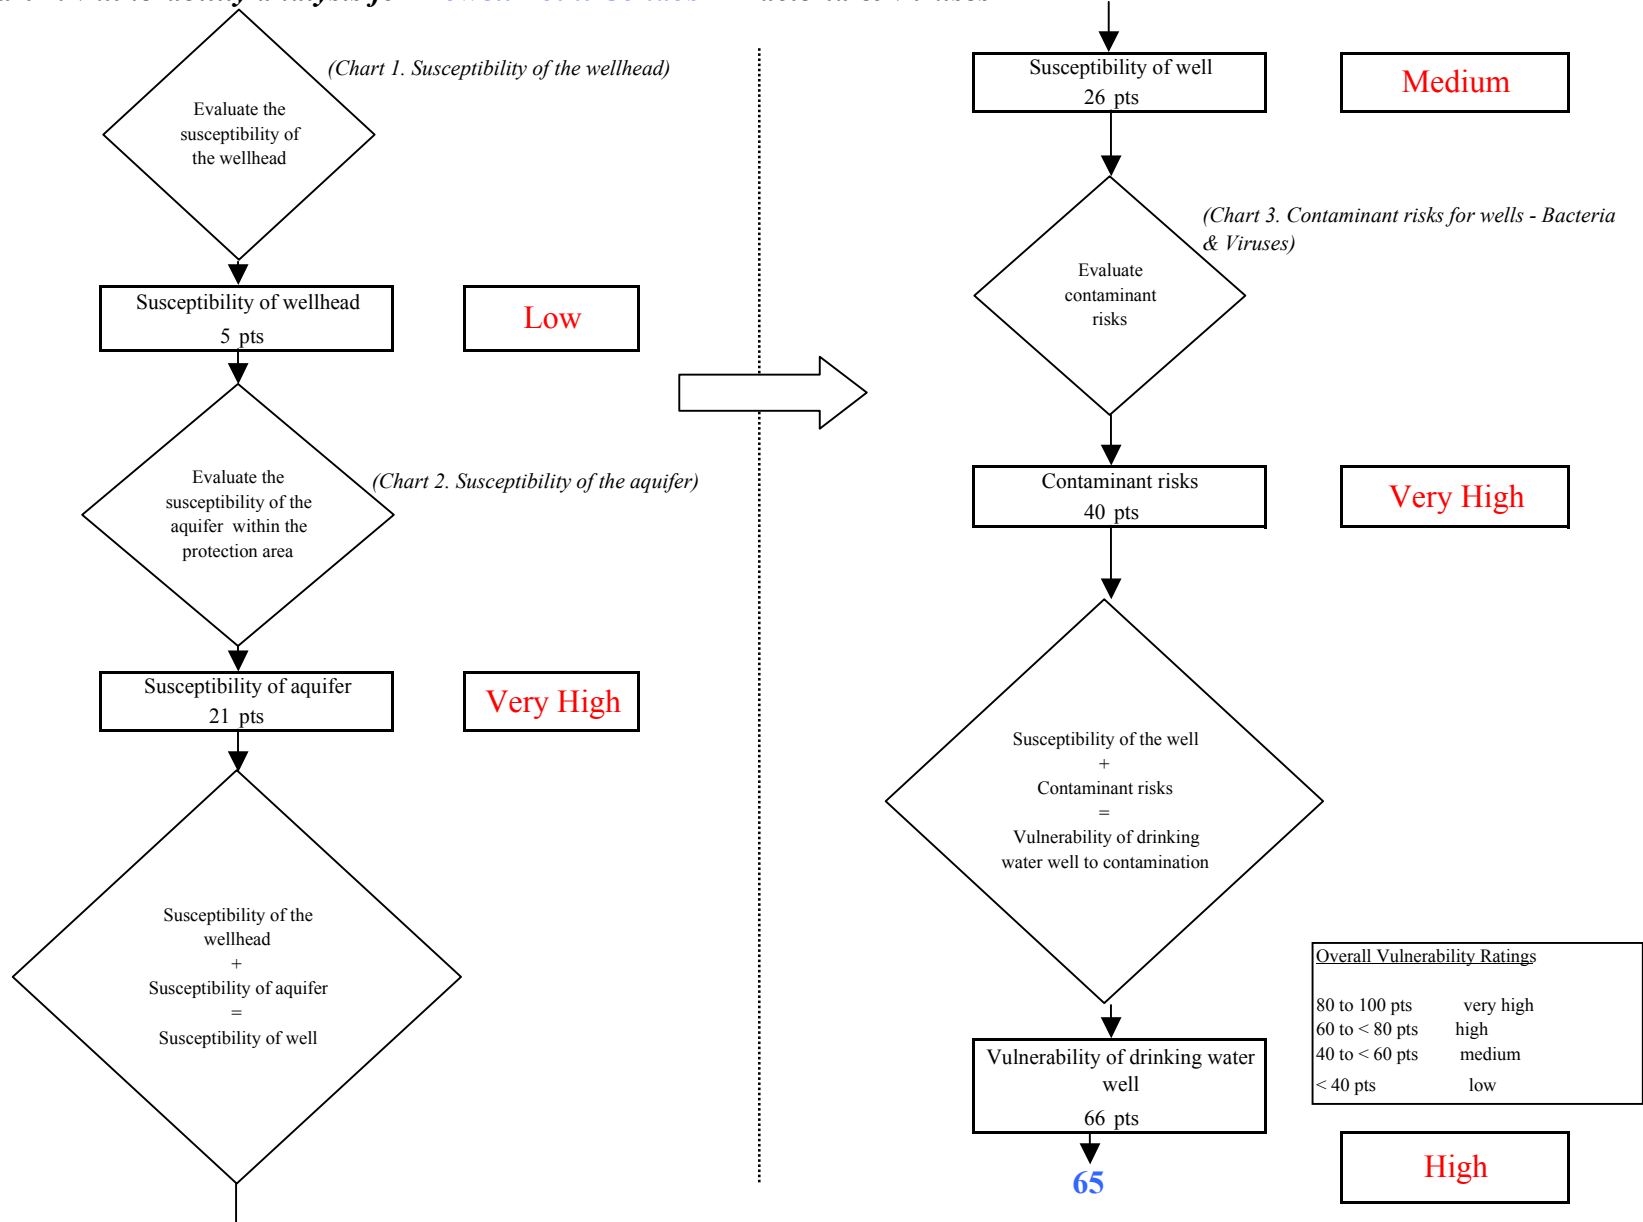 (Chart 1. Susceptibility of the wellhead)
Evaluate the
susceptibility of
the wellhead
Susceptibility of wellhead
5 pts
Low
Evaluate the
susceptibility of the
aquifer within the
protection area
(Chart 2. Susceptibility of the aquifer)
Susceptibility of aquifer
21 pts
Very High
Susceptibility of the
wellhead
+
Susceptibility of aquifer
=
Susceptibility of well
Susceptibility of well
26 pts
Medium
(Chart 3. Contaminant risks for wells - Bacteria
& Viruses)
Evaluate
contaminant
risks
Contaminant risks
40 pts
Very High
Susceptibility of the well
+
Contaminant risks
=
Vulnerability of drinking
water well to contamination
Overall Vulnerability Ratings
80 to 100 pts very high
60 to < 80 pts high
40 to < 60 pts medium
< 40 pts low
Vulnerability of drinking water
well
66 pts
65
High